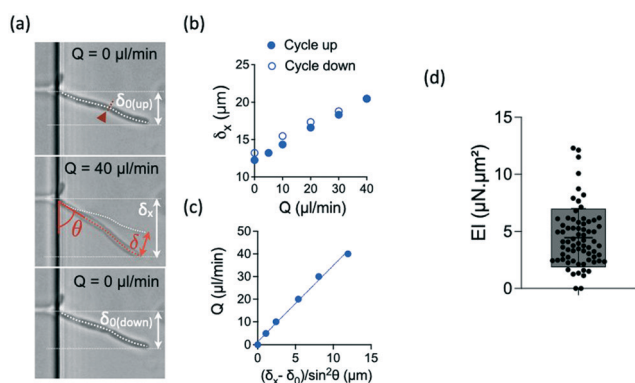 (a)
Q = 0 µl/min
δ0(up)
Q = 40 µl/min
δx
θ
δ
Q = 0 µl/min
δ0(down)
(b)
Cycle up
Cycle down
25
20
15
10
δx (µm)
0 10 20 30 40
Q (µl/min)
(c)
50
40
30
20
10
0
Q (µl/min)
0 5 10 15
(δx- δ0)/sin²θ (µm)
(d)
15
10
5
0
EI (µN.µm²)